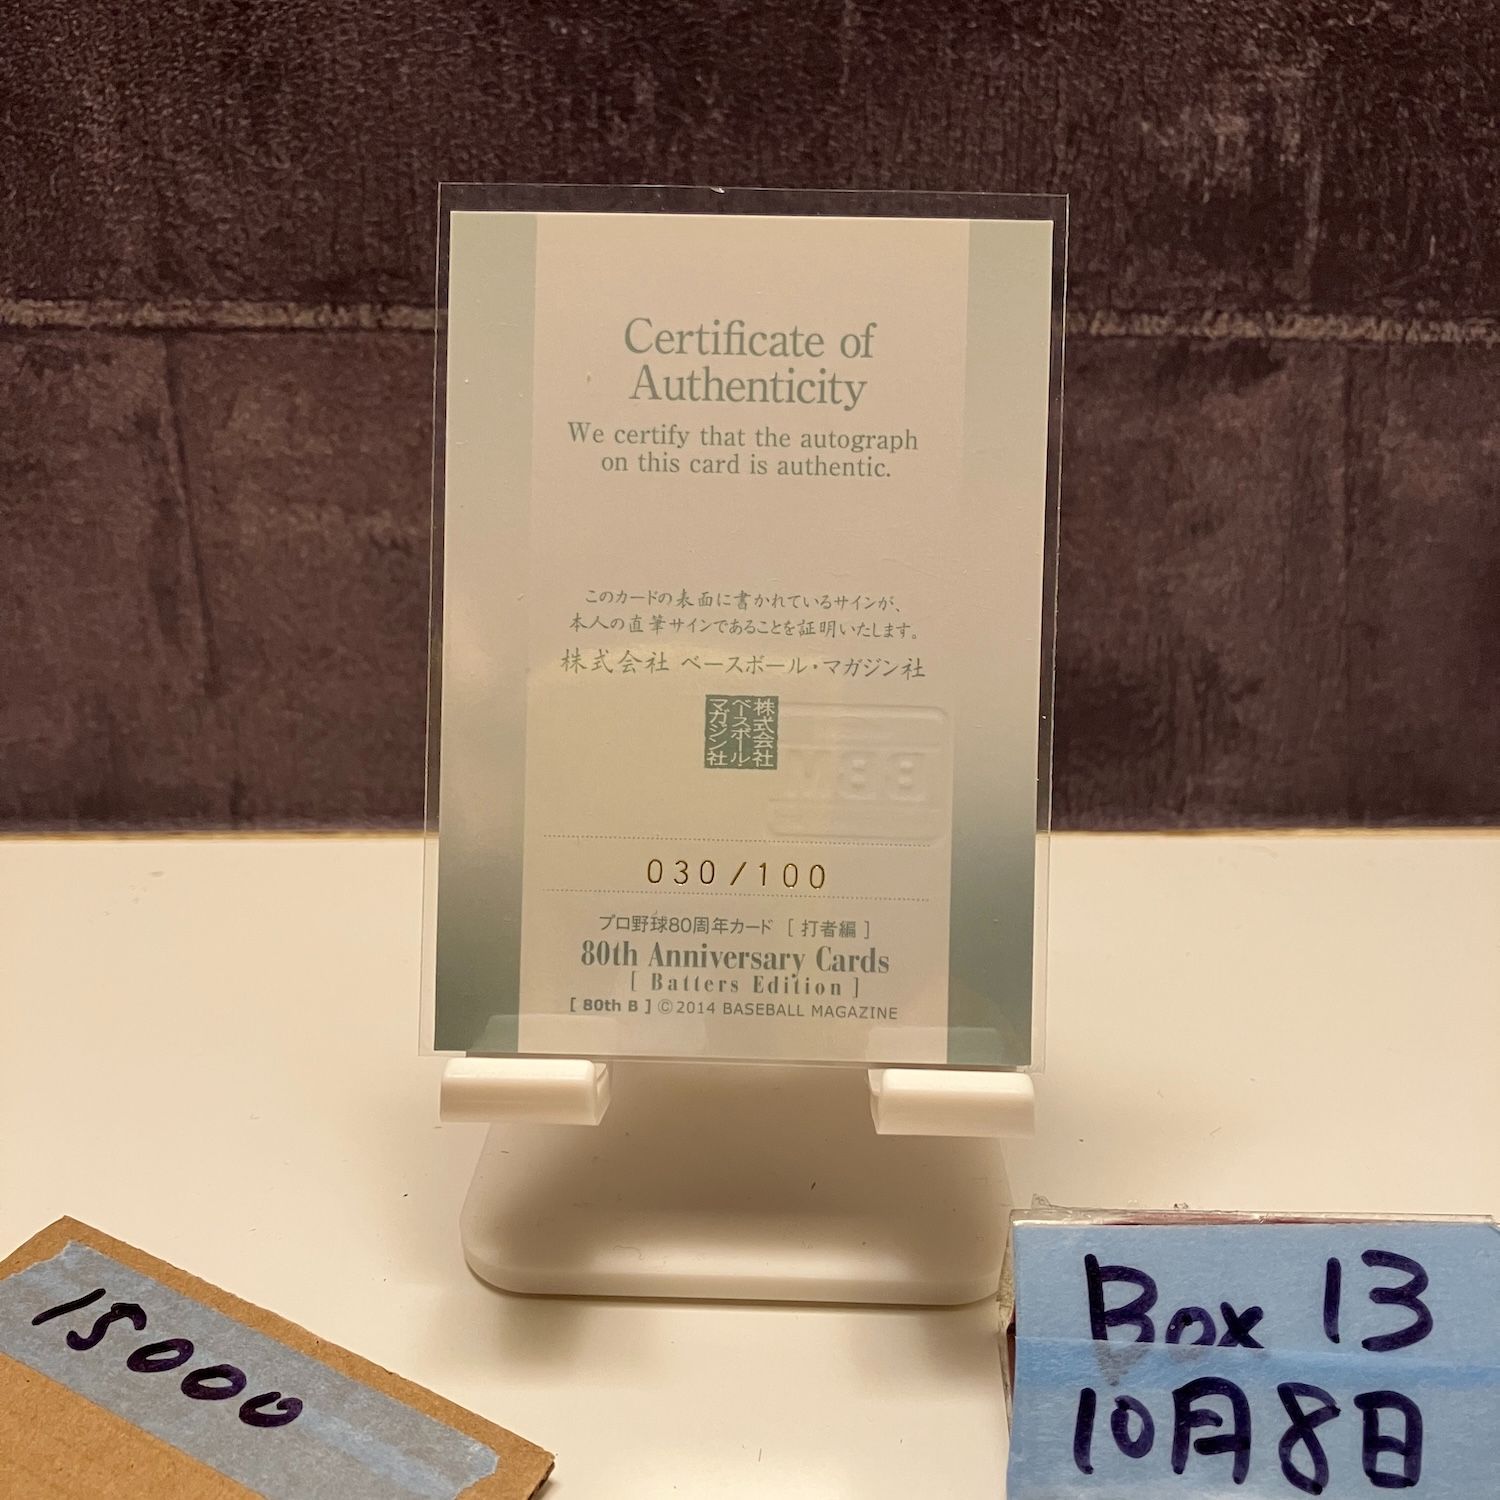 Certificate of
Authenticity
We certify that the autograph
on this card is authentic.
このカードの表面に書かれているサインが、
本人の直筆サインであることを証明いたします。
株式会社 ベースボール・マガジン社
株式会社
ベースボール・
マガジン社
BBM
030/100
プロ野球80周年カード [ 打者編 ]
80th Anniversary Cards
[ Batters Edition ]
[ 80th B ] ©2014 BASEBALL MAGAZINE
15000
Box 13
10月8日